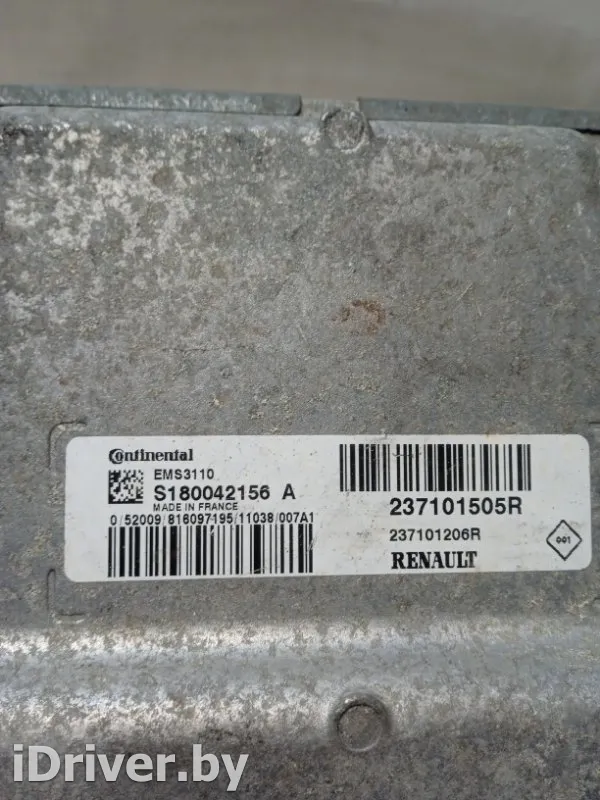 Continental
EMS3110
S180042156 A
MADE IN FRANCE
0/52009/816097195/11038/007A1
237101505R
237101206R
RENAULT
001
iDriver.by